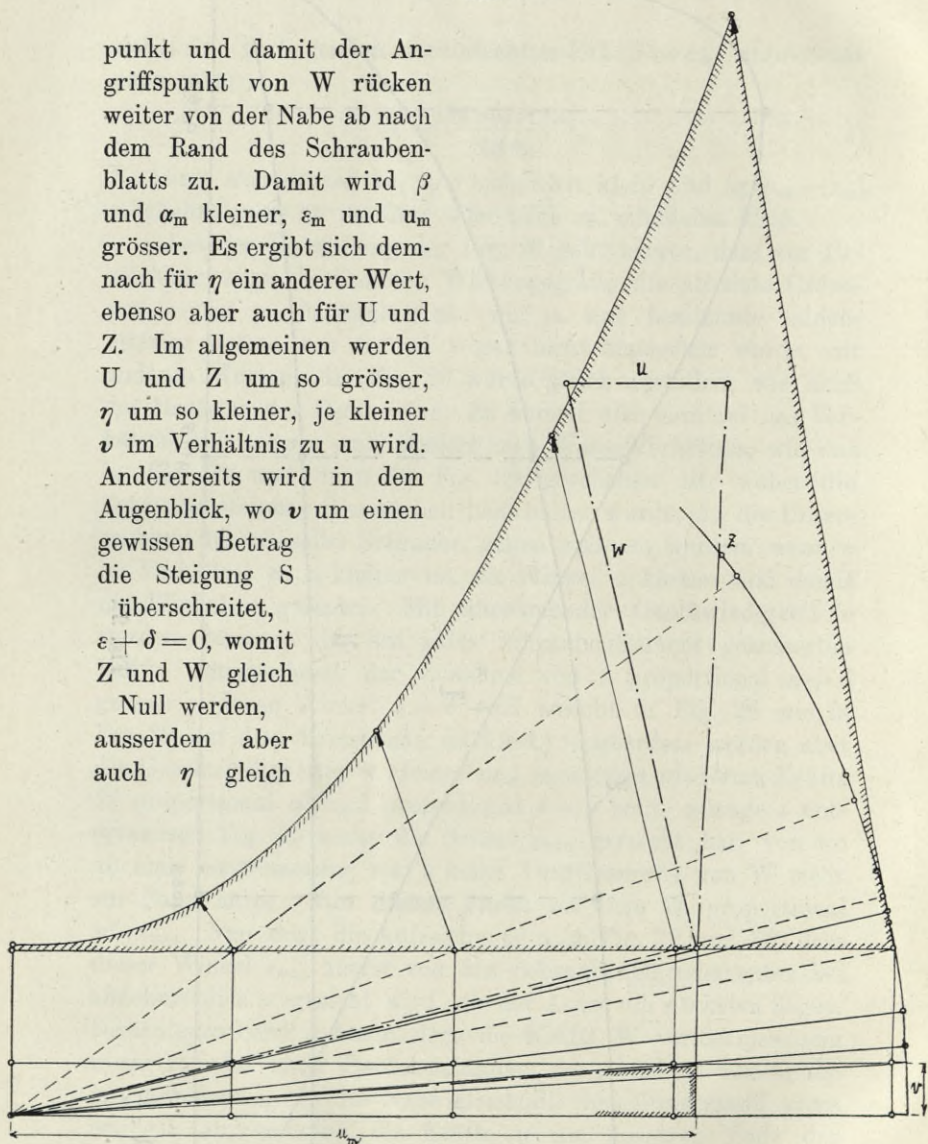 punkt und damit der An-
griffspunkt von W rücken
weiter von der Nabe ab nach
dem Rand des Schrauben-
blatts zu. Damit wird β
und αm kleiner, εm und um
grösser. Es ergibt sich dem-
nach für η ein anderer Wert,
ebenso aber auch für U und
Z. Im allgemeinen werden
U und Z um so grösser,
η um so kleiner, je kleiner
v im Verhältnis zu u wird.
Andererseits wird in dem
Augenblick, wo v um einen
gewissen Betrag
die Steigung S
überschreitet,
ε + δ = 0, womit
Z und W gleich
Null werden,
ausserdem aber
auch η gleich
U
W
Z
v
um